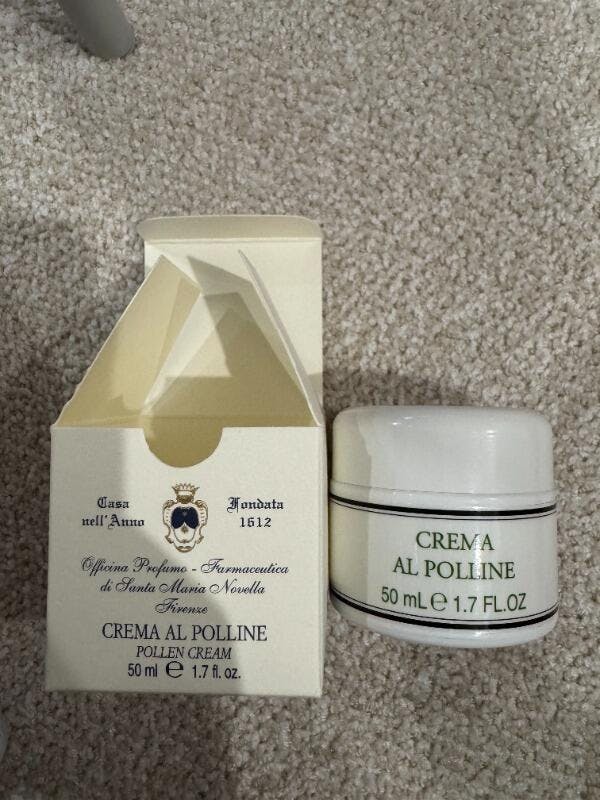 Casa Fondata
nell'Anno 1612
Officina Profumo - Farmaceutica
di Santa Maria Novella
Firenze
CREMA AL POLLINE
POLLEN CREAM
50 ml e 1.7 fl. oz.
CREMA
AL POLLINE
50 mL e 1.7 FL.OZ